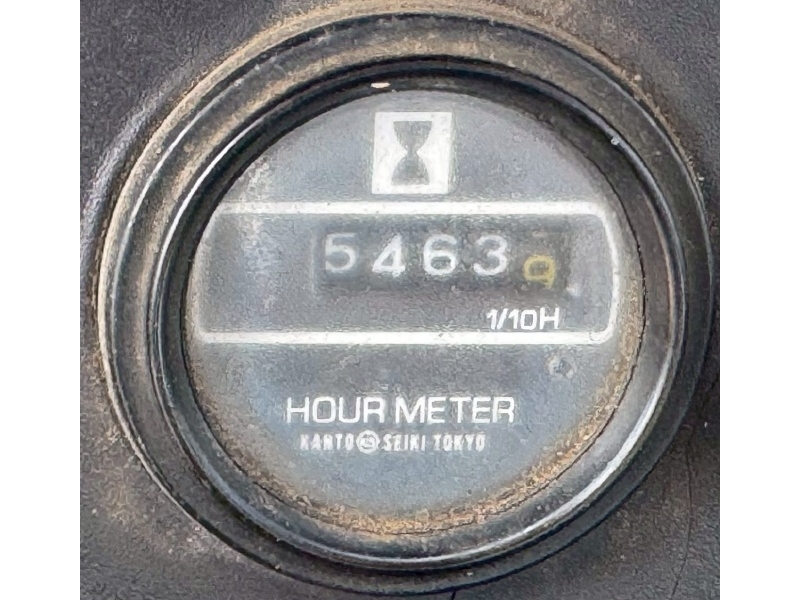 54639
1/10H
HOUR METER
KANTO SEIKI TOKYO